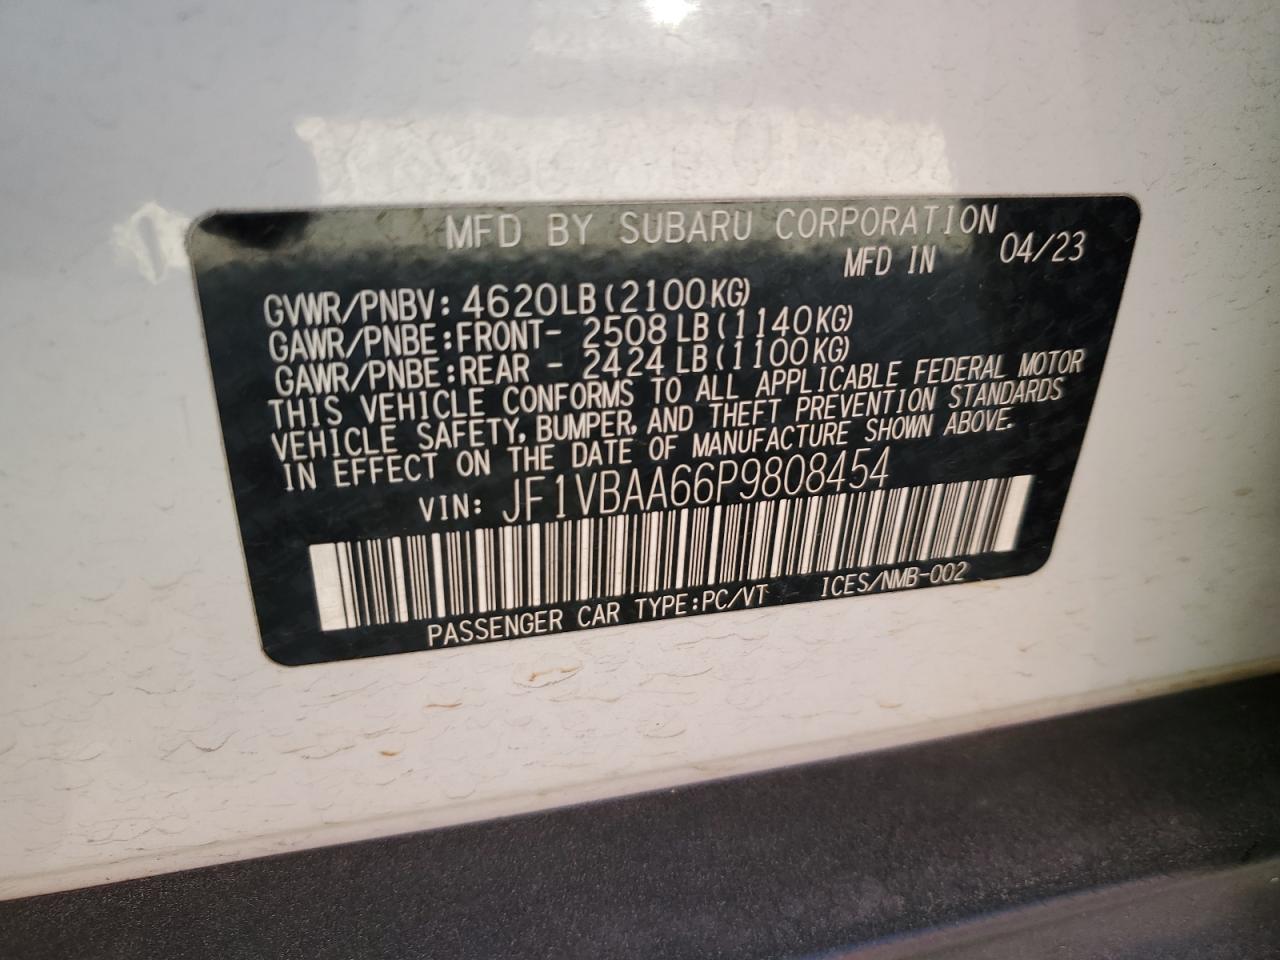 MFD BY SUBARU CORPORATION
MFD IN 04/23
GVWR/PNBV: 4620LB (2100KG)
GAWR/PNBE:FRONT- 2508 LB (1140KG)
GAWR/PNBE:REAR - 2424 LB (1100KG)
THIS VEHICLE CONFORMS TO ALL APPLICABLE FEDERAL MOTOR
VEHICLE SAFETY, BUMPER, AND THEFT PREVENTION STANDARDS
IN EFFECT ON THE DATE OF MANUFACTURE SHOWN ABOVE.
VIN: JF1VBAA66P9808454
PASSENGER CAR TYPE:PC/VT ICES/NMB-002